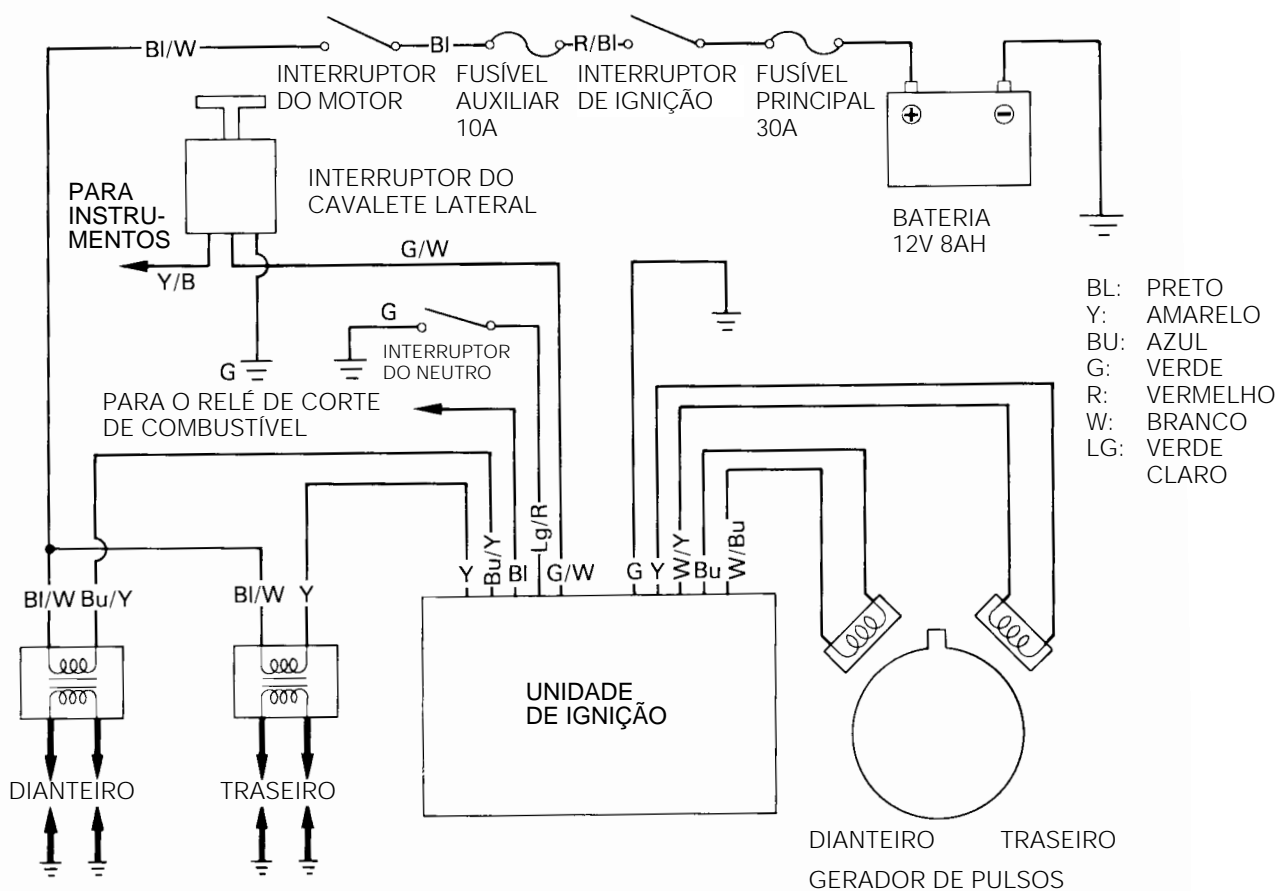 Bl/W
Bl
R/Bl
INTERRUPTOR
DO MOTOR
FUSÍVEL
AUXILIAR
10A
INTERRUPTOR
DE IGNIÇÃO
FUSÍVEL
PRINCIPAL
30A
BATERIA
12V 8AH
INTERRUPTOR DO
CAVALETE LATERAL
PARA
INSTRU-
MENTOS
Y/B
G/W
G
G
INTERRUPTOR
DO NEUTRO
PARA O RELÉ DE CORTE
DE COMBUSTÍVEL
BL: PRETO
Y: AMARELO
BU: AZUL
G: VERDE
R: VERMELHO
W: BRANCO
LG: VERDE
CLARO
Bl/W Bu/Y
Bl/W Y
Y Bu/Y Bl Lg/R G/W
G Y W/Y Bu W/Bu
UNIDADE
DE IGNIÇÃO
DIANTEIRO
TRASEIRO
DIANTEIRO TRASEIRO
GERADOR DE PULSOS